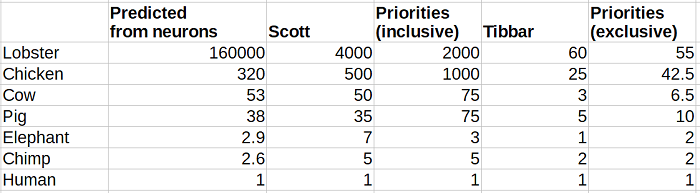 Predicted from neurons Scott Priorities (inclusive) Tibbar Priorities (exclusive)
Lobster 160000 4000 2000 60 55
Chicken 320 500 1000 25 42.5
Cow 53 50 75 3 6.5
Pig 38 35 75 5 10
Elephant 2.9 7 3 1 2
Chimp 2.6 5 5 2 2
Human 1 1 1 1 1